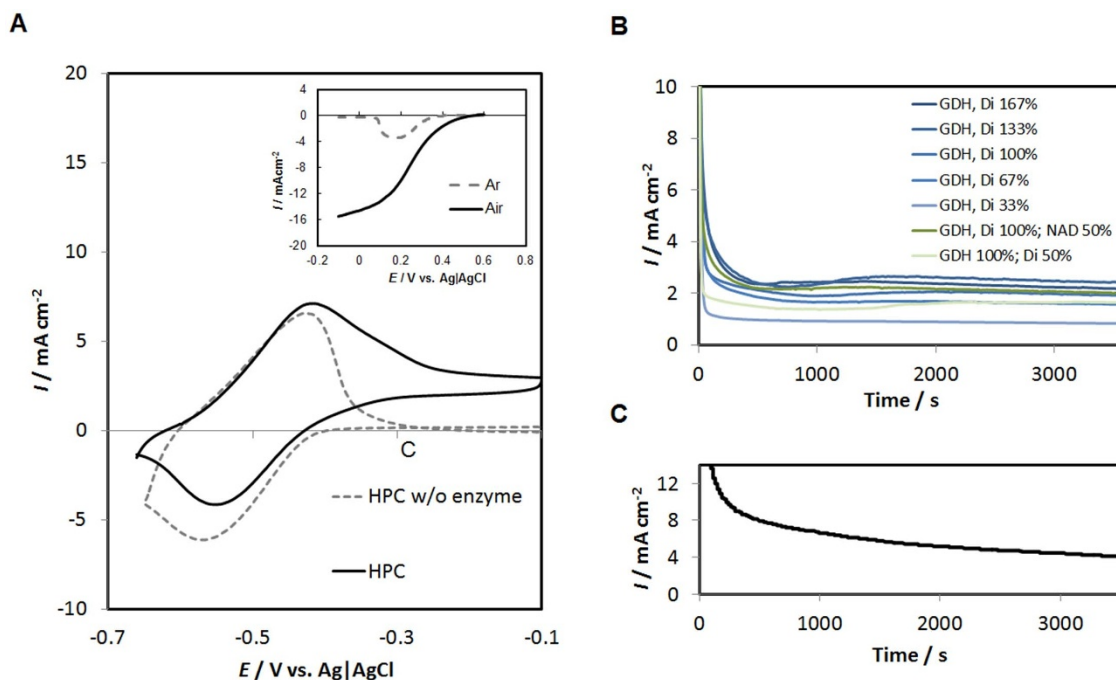 A
20
15
10
5
0
-5
-10
I / mA cm-2
-0.7
-0.5
-0.3
-0.1
E / V vs. Ag|AgCl
C
HPC w/o enzyme
HPC
4
0
-4
-8
-12
-16
-20
I / mAcm-2
-0.2
0
0.2
0.4
0.6
0.8
E / V vs. Ag|AgCl
Ar
Air
B
10
8
6
4
2
0
I / mA cm-2
GDH, Di 167%
GDH, Di 133%
GDH, Di 100%
GDH, Di 67%
GDH, Di 33%
GDH, Di 100%; NAD 50%
GDH 100%; Di 50%
0
1000
2000
3000
Time / s
C
12
8
4
0
I / mA cm-2
0
1000
2000
3000
Time / s